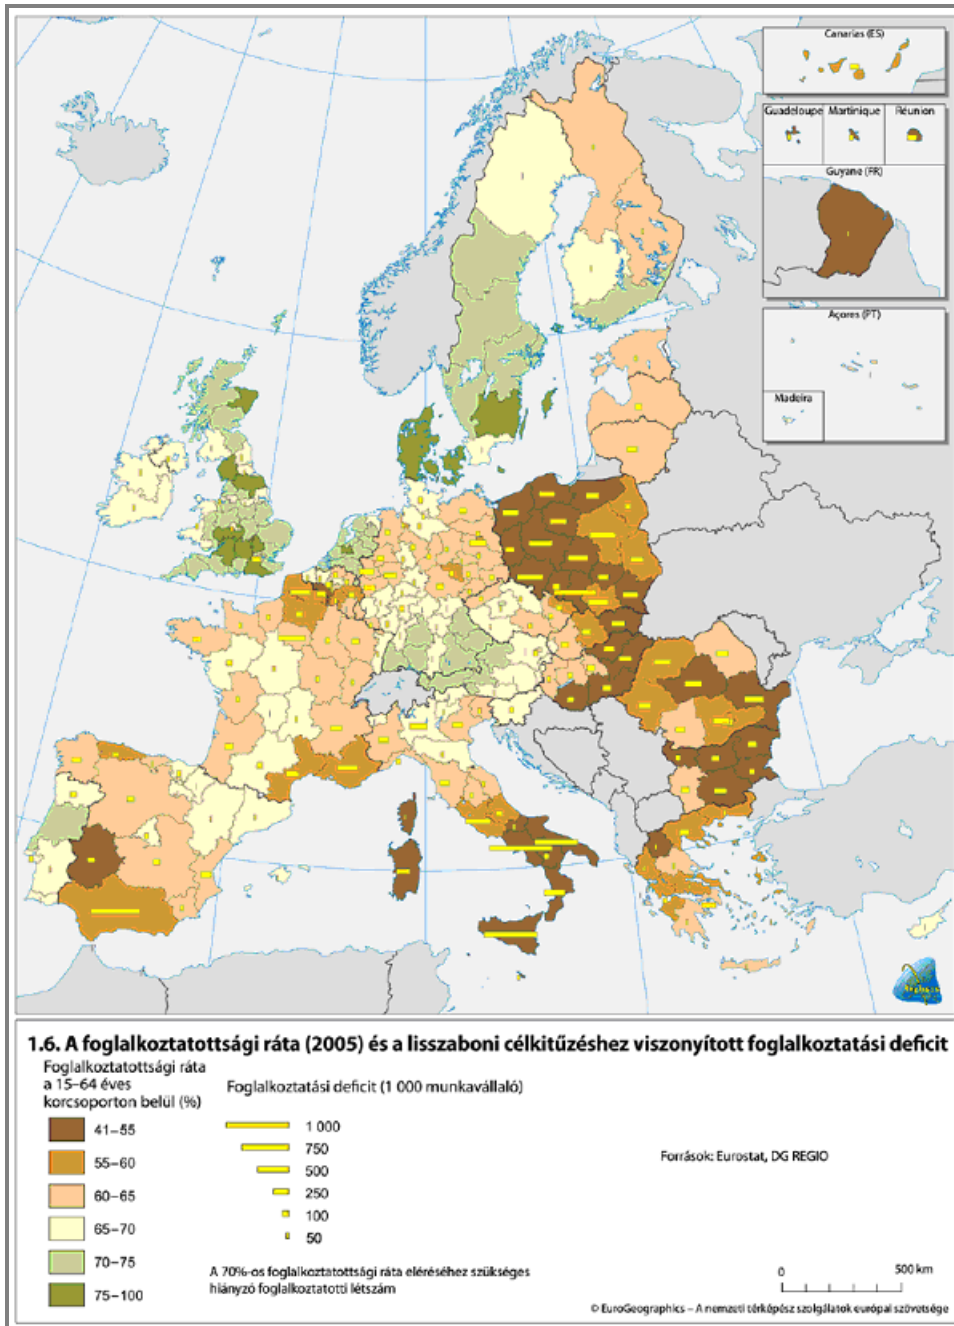 Canarias (ES)
Guadeloupe
Martinique
Réunion
Guyane (FR)
Açores (PT)
Madeira
1.6. A foglalkoztatottsági ráta (2005) és a lisszaboni célkitűzéshez viszonyított foglalkoztatási deficit
Foglalkoztatottsági ráta
a 15–64 éves
korcsoporton belül (%)
41–55
55–60
60–65
65–70
70–75
75–100
Foglalkoztatási deficit (1 000 munkavállaló)
1 000
750
500
250
100
50
A 70%-os foglalkoztatottsági ráta eléréséhez szükséges
hiányzó foglalkoztatotti létszám
Források: Eurostat, DG REGIO
0
500 km
© EuroGeographics – A nemzeti térképész szolgálatok európai szövetsége